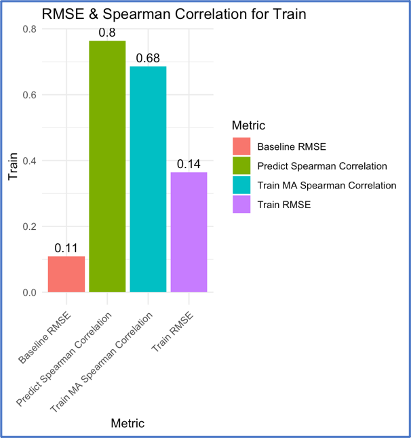 RMSE & Spearman Correlation for Train
0.8
0.6
0.4
0.2
0.0
Train
0.11
0.8
0.68
0.14
Baseline RMSE
Predict Spearman Correlation
Train MA Spearman Correlation
Train RMSE
Metric
Metric
Baseline RMSE
Predict Spearman Correlation
Train MA Spearman Correlation
Train RMSE